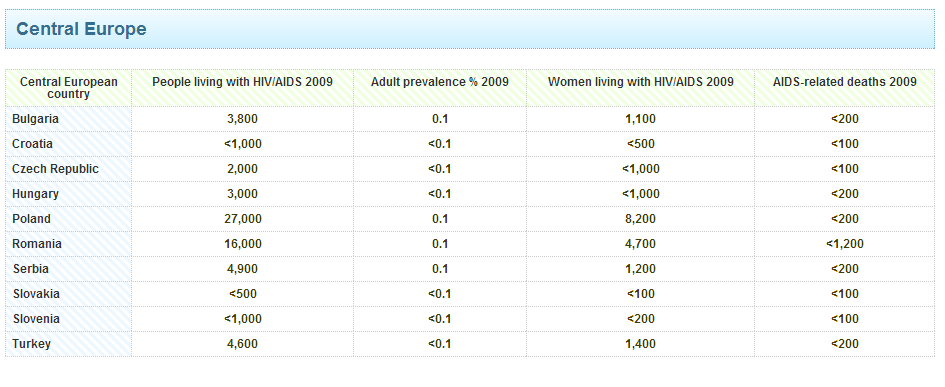 Central Europe
Central European country | People living with HIV/AIDS 2009 | Adult prevalence % 2009 | Women living with HIV/AIDS 2009 | AIDS-related deaths 2009
Bulgaria 3,800 0.1 1,100 <200
Croatia <1,000 <0.1 <500 <100
Czech Republic 2,000 <0.1 <1,000 <100
Hungary 3,000 <0.1 <1,000 <200
Poland 27,000 0.1 8,200 <200
Romania 16,000 0.1 4,700 <1,200
Serbia 4,900 0.1 1,200 <200
Slovakia <500 <0.1 <100 <100
Slovenia <1,000 <0.1 <200 <100
Turkey 4,600 <0.1 1,400 <200